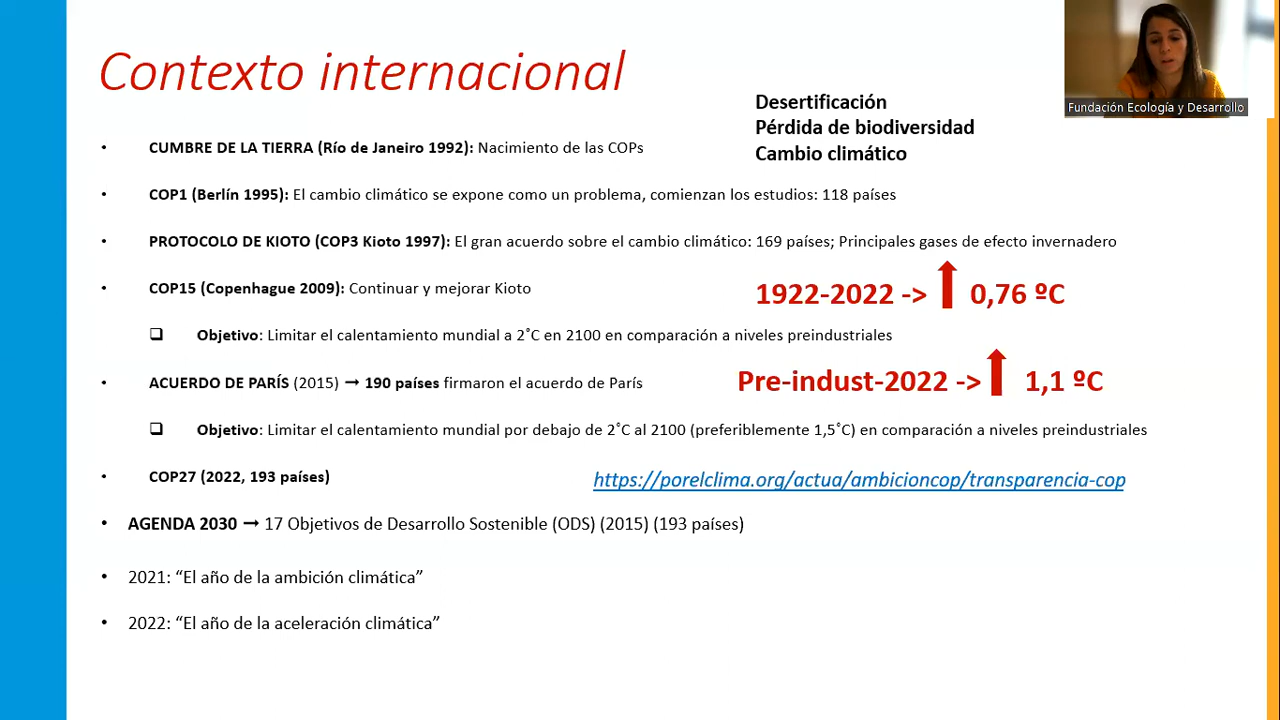 Contexto internacional
Fundación Ecología y Desarrollo
Desertificación
Pérdida de biodiversidad
Cambio climático
• CUMBRE DE LA TIERRA (Río de Janeiro 1992): Nacimiento de las COPs
• COP1 (Berlín 1995): El cambio climático se expone como un problema, comienzan los estudios: 118 países
• PROTOCOLO DE KIOTO (COP3 Kioto 1997): El gran acuerdo sobre el cambio climático: 169 países; Principales gases de efecto invernadero
• COP15 (Copenhague 2009): Continuar y mejorar Kioto
1922-2022 -> 0,76 ºC
❑ Objetivo: Limitar el calentamiento mundial a 2˚C en 2100 en comparación a niveles preindustriales
• ACUERDO DE PARÍS (2015) → 190 países firmaron el acuerdo de París
Pre-indust-2022 -> 1,1 ºC
❑ Objetivo: Limitar el calentamiento mundial por debajo de 2˚C al 2100 (preferiblemente 1,5˚C) en comparación a niveles preindustriales
• COP27 (2022, 193 países)
https://porelclima.org/actua/ambicioncop/transparencia-cop
• AGENDA 2030 → 17 Objetivos de Desarrollo Sostenible (ODS) (2015) (193 países)
• 2021: “El año de la ambición climática”
• 2022: “El año de la aceleración climática”